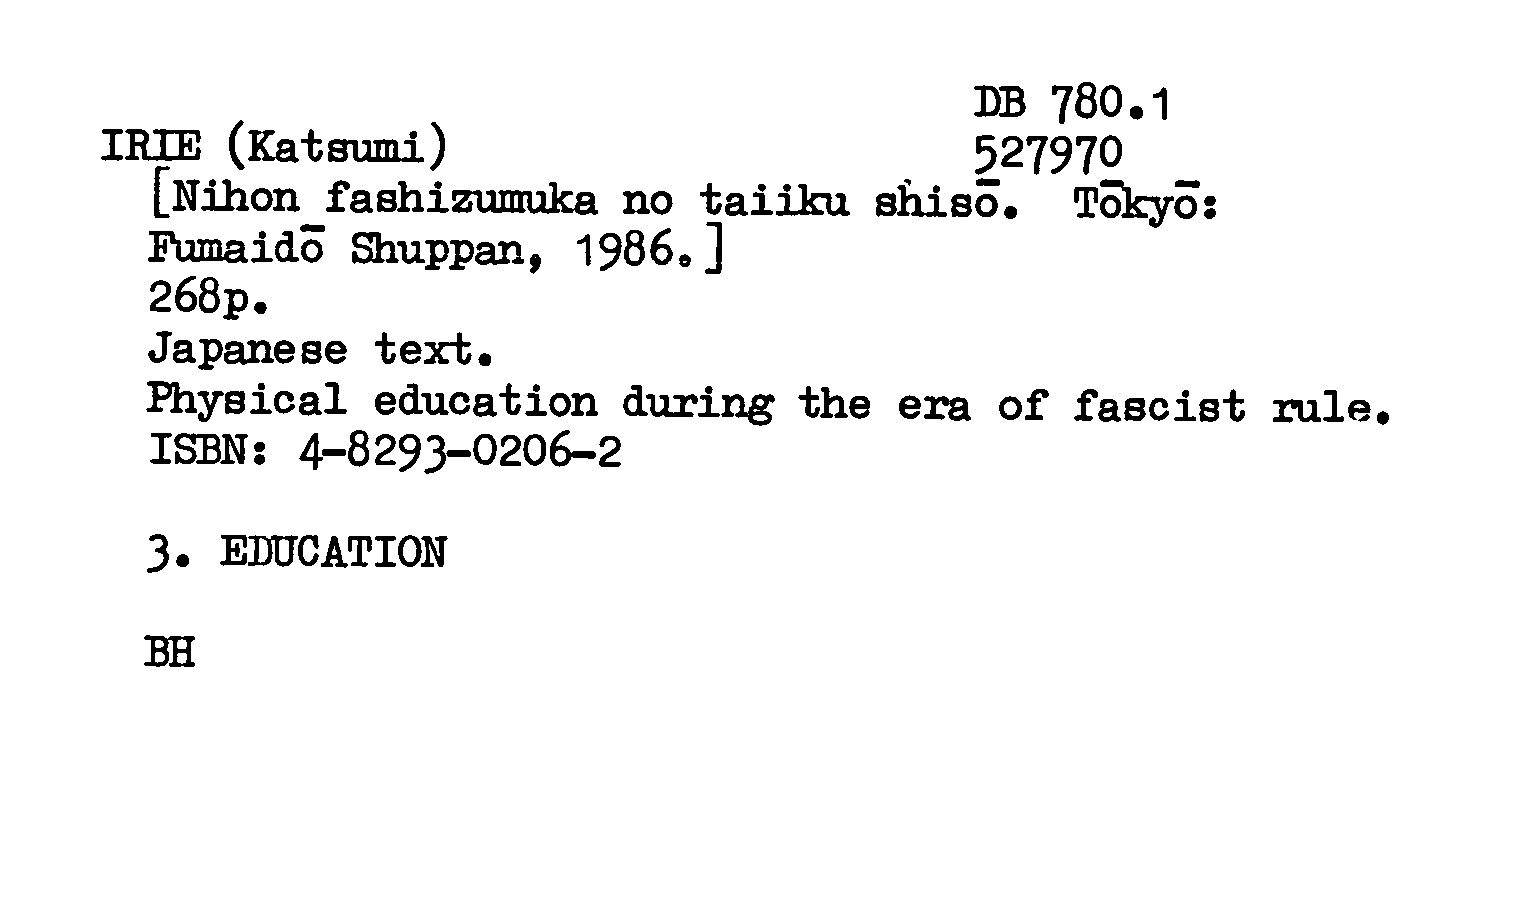 DB 780.1
IRIE (Katsumi)
527970
[Nihon fashizumuka no taiiku shisō. Tōkyō:
Fumaidō Shuppan, 1986.]
268p.
Japanese text.
Physical education during the era of fascist rule.
ISBN: 4-8293-0206-2
3. EDUCATION
BH